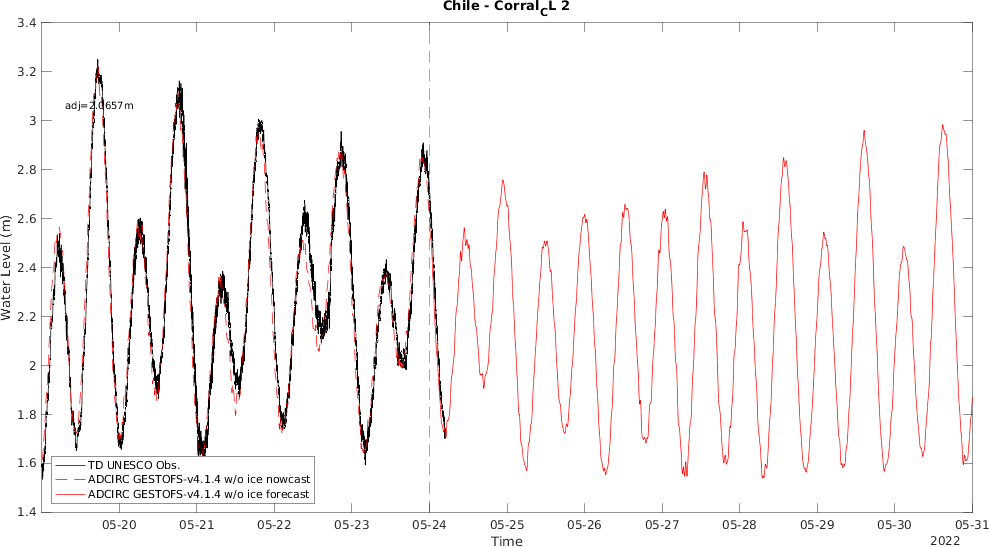 Chile - Corral_CL 2
3.4
3.2
3
2.8
2.6
2.4
2.2
2
1.8
1.6
1.4
Water Level (m)
adj=2.0657m
TD UNESCO Obs.
ADCIRC GESTOFS-v4.1.4 w/o ice nowcast
ADCIRC GESTOFS-v4.1.4 w/o ice forecast
05-20 05-21 05-22 05-23 05-24 05-25 05-26 05-27 05-28 05-29 05-30 05-31
Time
2022